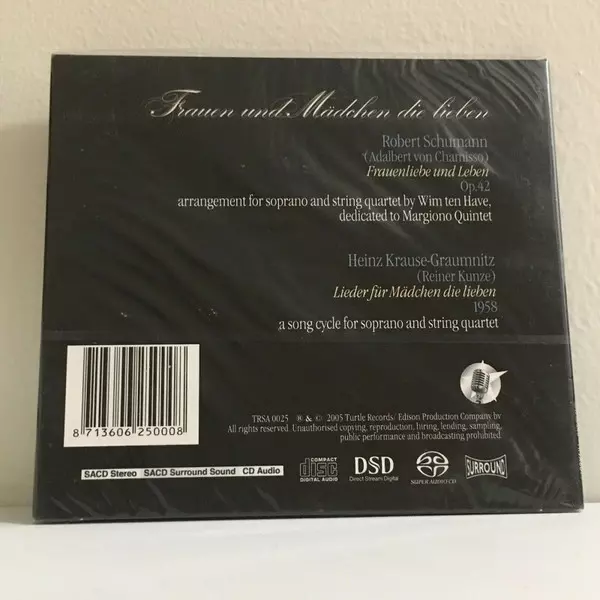 Frauen und Mädchen die lieben
Robert Schumann
(Adalbert von Chamisso)
Frauenliebe und Leben
Op.42
arrangement for soprano and string quartet by Wim ten Have,
dedicated to Margiono Quintet
Heinz Krause-Graumnitz
(Reiner Kunze)
Lieder für Mädchen die lieben
1958
a song cycle for soprano and string quartet
8 713606 250008
TRSA 0025 ® & © 2005 Turtle Records/ Edison Production Company bv
All rights reserved. Unauthorised copying, reproduction, hiring, lending, sampling,
public performance and broadcasting prohibited
SACD Stereo SACD Surround Sound CD Audio
COMPACT
disc
DIGITAL AUDIO
DSD
Direct Stream Digital
SUPER AUDIO CD
SURROUND